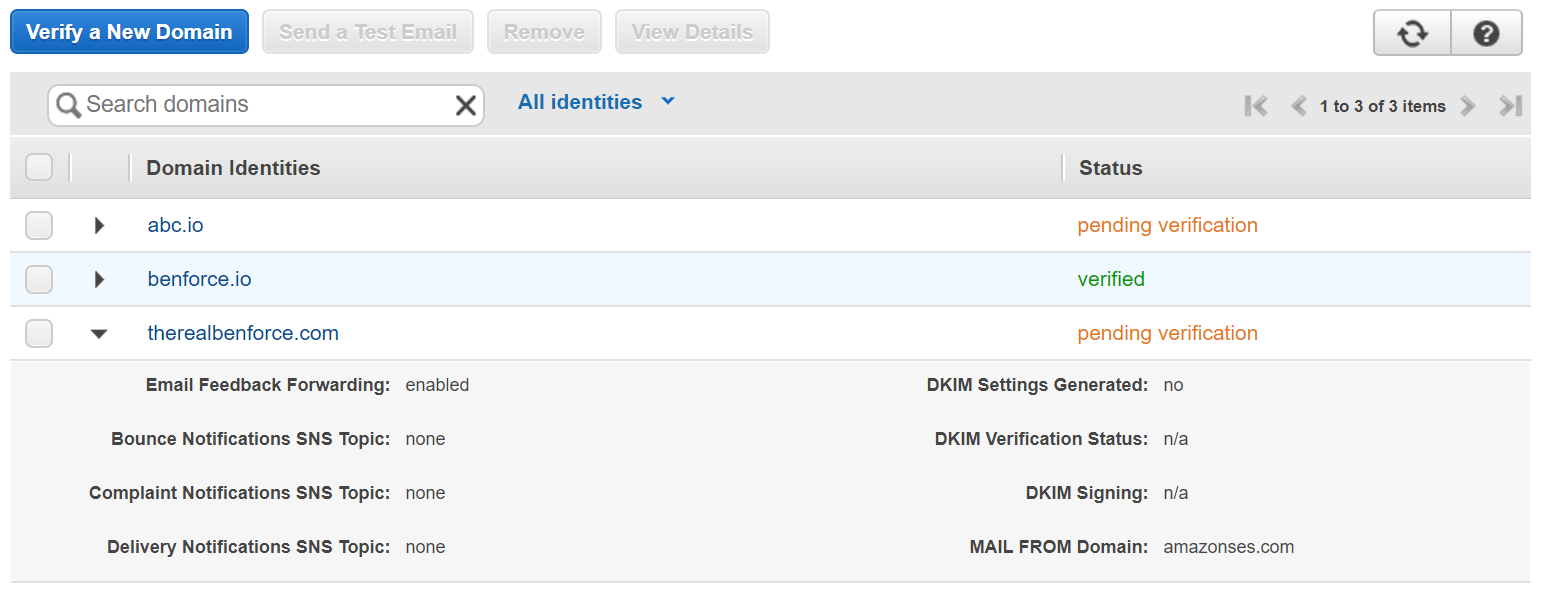 Verify a New Domain Send a Test Email Remove View Details
Search domains All identities 1 to 3 of 3 items
Domain Identities Status
abc.io pending verification
benforce.io verified
therealbenforce.com pending verification
Email Feedback Forwarding: enabled DKIM Settings Generated: no
Bounce Notifications SNS Topic: none DKIM Verification Status: n/a
Complaint Notifications SNS Topic: none DKIM Signing: n/a
Delivery Notifications SNS Topic: none MAIL FROM Domain: amazonses.com